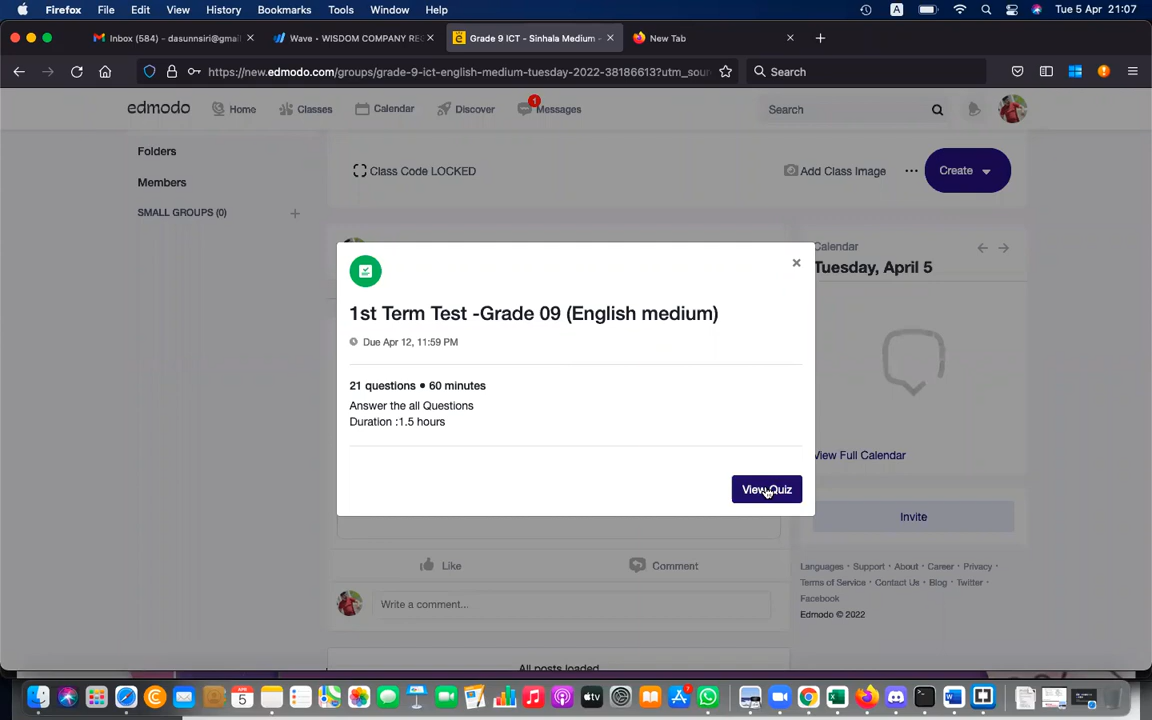 Firefox File Edit View History Bookmarks Tools Window Help A Tue 5 Apr 21:07
Inbox (584) - dasunnsiri@gmai
Wave • WISDOM COMPANY RE
Grade 9 ICT - Sinhala Medium -
New Tab
https://new.edmodo.com/groups/grade-9-ict-english-medium-tuesday-2022-38186613?utm_sour
Search
edmodo Home Classes Calendar Discover 1 Messages Search
Folders
Members
SMALL GROUPS (0)
Class Code LOCKED
Add Class Image
Create
Calendar
Tuesday, April 5
1st Term Test -Grade 09 (English medium)
Due Apr 12, 11:59 PM
21 questions • 60 minutes
Answer the all Questions
Duration :1.5 hours
View Quiz
View Full Calendar
Invite
Like
Comment
Write a comment...
All posts loaded
Languages · Support · About · Career · Privacy ·
Terms of Service · Contact Us · Blog · Twitter ·
Facebook
Edmodo © 2022